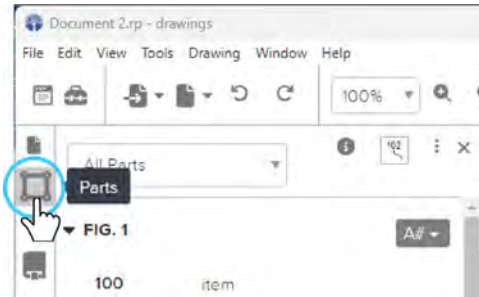 Document 2.rp - drawings
File Edit View Tools Drawing Window Help
100%
All Parts
102
Parts
FIG. 1
A#
100 item